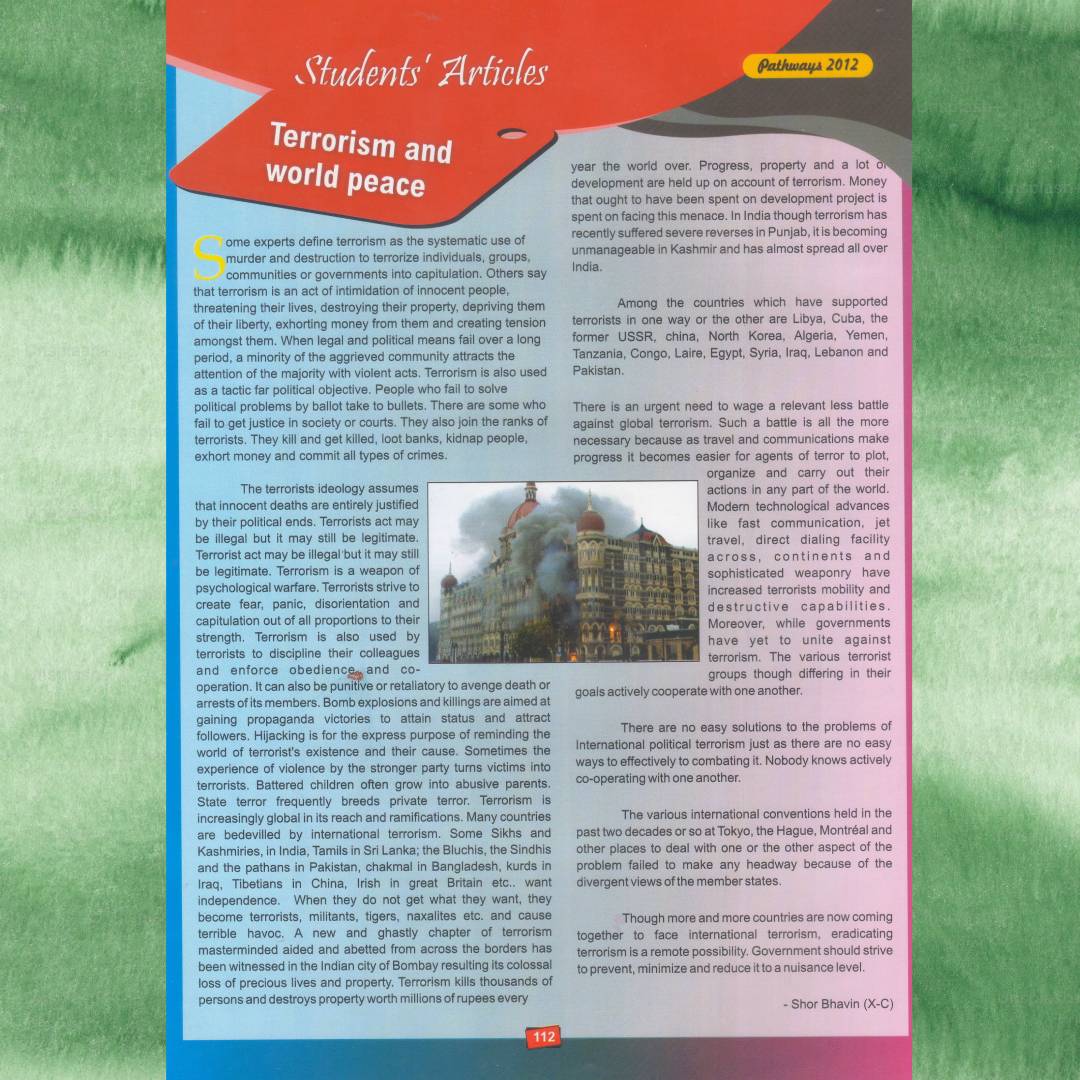 Students' Articles
Pathways 2012
Terrorism and
world peace
Some experts define terrorism as the systematic use of
murder and destruction to terrorize individuals, groups,
communities or governments into capitulation. Others say
that terrorism is an act of intimidation of innocent people,
threatening their lives, destroying their property, depriving them
of their liberty, exhorting money from them and creating tension
amongst them. When legal and political means fail over a long
period, a minority of the aggrieved community attracts the
attention of the majority with violent acts. Terrorism is also used
as a tactic far political objective. People who fail to solve
political problems by ballot take to bullets. There are some who
fail to get justice in society or courts. They also join the ranks of
terrorists. They kill and get killed, loot banks, kidnap people,
exhort money and commit all types of crimes.
The terrorists ideology assumes
that innocent deaths are entirely justified
by their political ends. Terrorists act may
be illegal but it may still be legitimate.
Terrorist act may be illegal but it may still
be legitimate. Terrorism is a weapon of
psychological warfare. Terrorists strive to
create fear, panic, disorientation and
capitulation out of all proportions to their
strength. Terrorism is also used by
terrorists to discipline their colleagues
and enforce obedience and co-
operation. It can also be punitive or retaliatory to avenge death or
arrests of its members. Bomb explosions and killings are aimed at
gaining propaganda victories to attain status and attract
followers. Hijacking is for the express purpose of reminding the
world of terrorist's existence and their cause. Sometimes the
experience of violence by the stronger party turns victims into
terrorists. Battered children often grow into abusive parents.
State terror frequently breeds private terror. Terrorism is
increasingly global in its reach and ramifications. Many countries
are bedevilled by international terrorism. Some Sikhs and
Kashmiries, in India, Tamils in Sri Lanka; the Bluchis, the Sindhis
and the pathans in Pakistan, chakmal in Bangladesh, kurds in
Iraq, Tibetians in China, Irish in great Britain etc.. want
independence. When they do not get what they want, they
become terrorists, militants, tigers, naxalites etc. and cause
terrible havoc. A new and ghastly chapter of terrorism
masterminded aided and abetted from across the borders has
been witnessed in the Indian city of Bombay resulting its colossal
loss of precious lives and property. Terrorism kills thousands of
persons and destroys property worth millions of rupees every
year the world over. Progress, property and a lot of
development are held up on account of terrorism. Money
that ought to have been spent on development project is
spent on facing this menace. In India though terrorism has
recently suffered severe reverses in Punjab, it is becoming
unmanageable in Kashmir and has almost spread all over
India.
Among the countries which have supported
terrorists in one way or the other are Libya, Cuba, the
former USSR, china, North Korea, Algeria, Yemen,
Tanzania, Congo, Laire, Egypt, Syria, Iraq, Lebanon and
Pakistan.
There is an urgent need to wage a relevant less battle
against global terrorism. Such a battle is all the more
necessary because as travel and communications make
progress it becomes easier for agents of terror to plot,
organize and carry out their
actions in any part of the world.
Modern technological advances
like fast communication, jet
travel, direct dialing facility
across, continents and
sophisticated weaponry have
increased terrorists mobility and
destructive capabilities.
Moreover, while governments
have yet to unite against
terrorism. The various terrorist
groups though differing in their
goals actively cooperate with one another.
There are no easy solutions to the problems of
International political terrorism just as there are no easy
ways to effectively to combating it. Nobody knows actively
co-operating with one another.
The various international conventions held in the
past two decades or so at Tokyo, the Hague, Montréal and
other places to deal with one or the other aspect of the
problem failed to make any headway because of the
divergent views of the member states.
Though more and more countries are now coming
together to face international terrorism, eradicating
terrorism is a remote possibility. Government should strive
to prevent, minimize and reduce it to a nuisance level.
- Shor Bhavin (X-C)
112